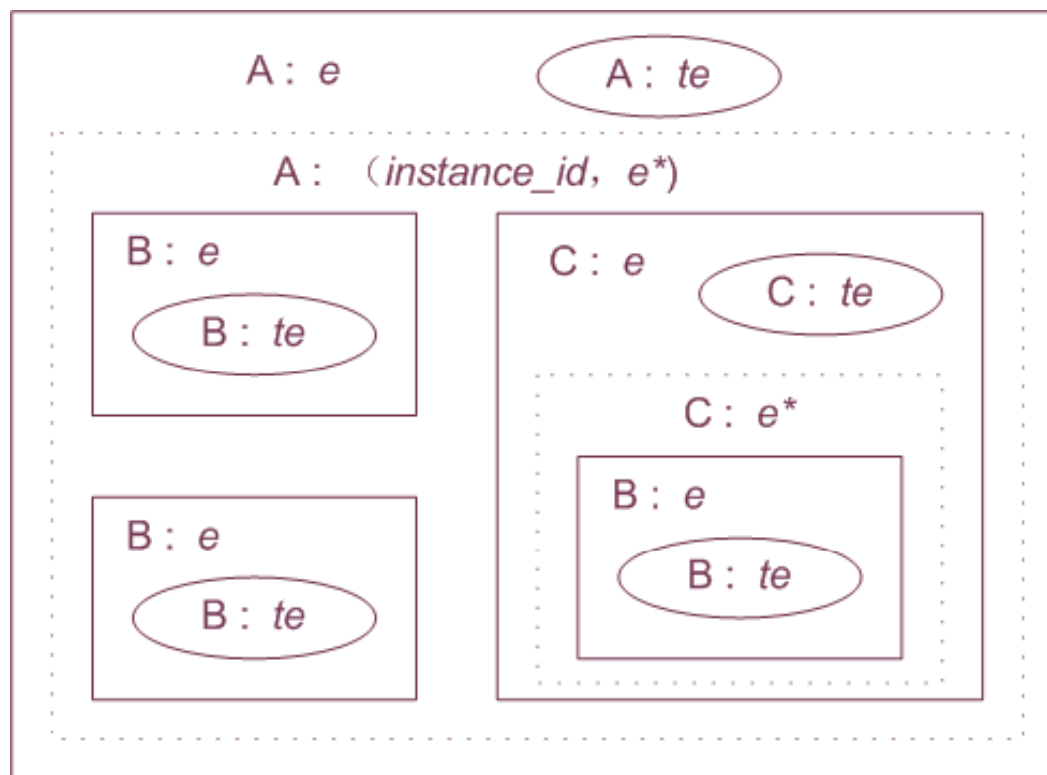 A : e
A : te
A : （instance_id， e*)
B : e
B : te
C : e
C : te
B : e
B : te
C : e*
B : e
B : te